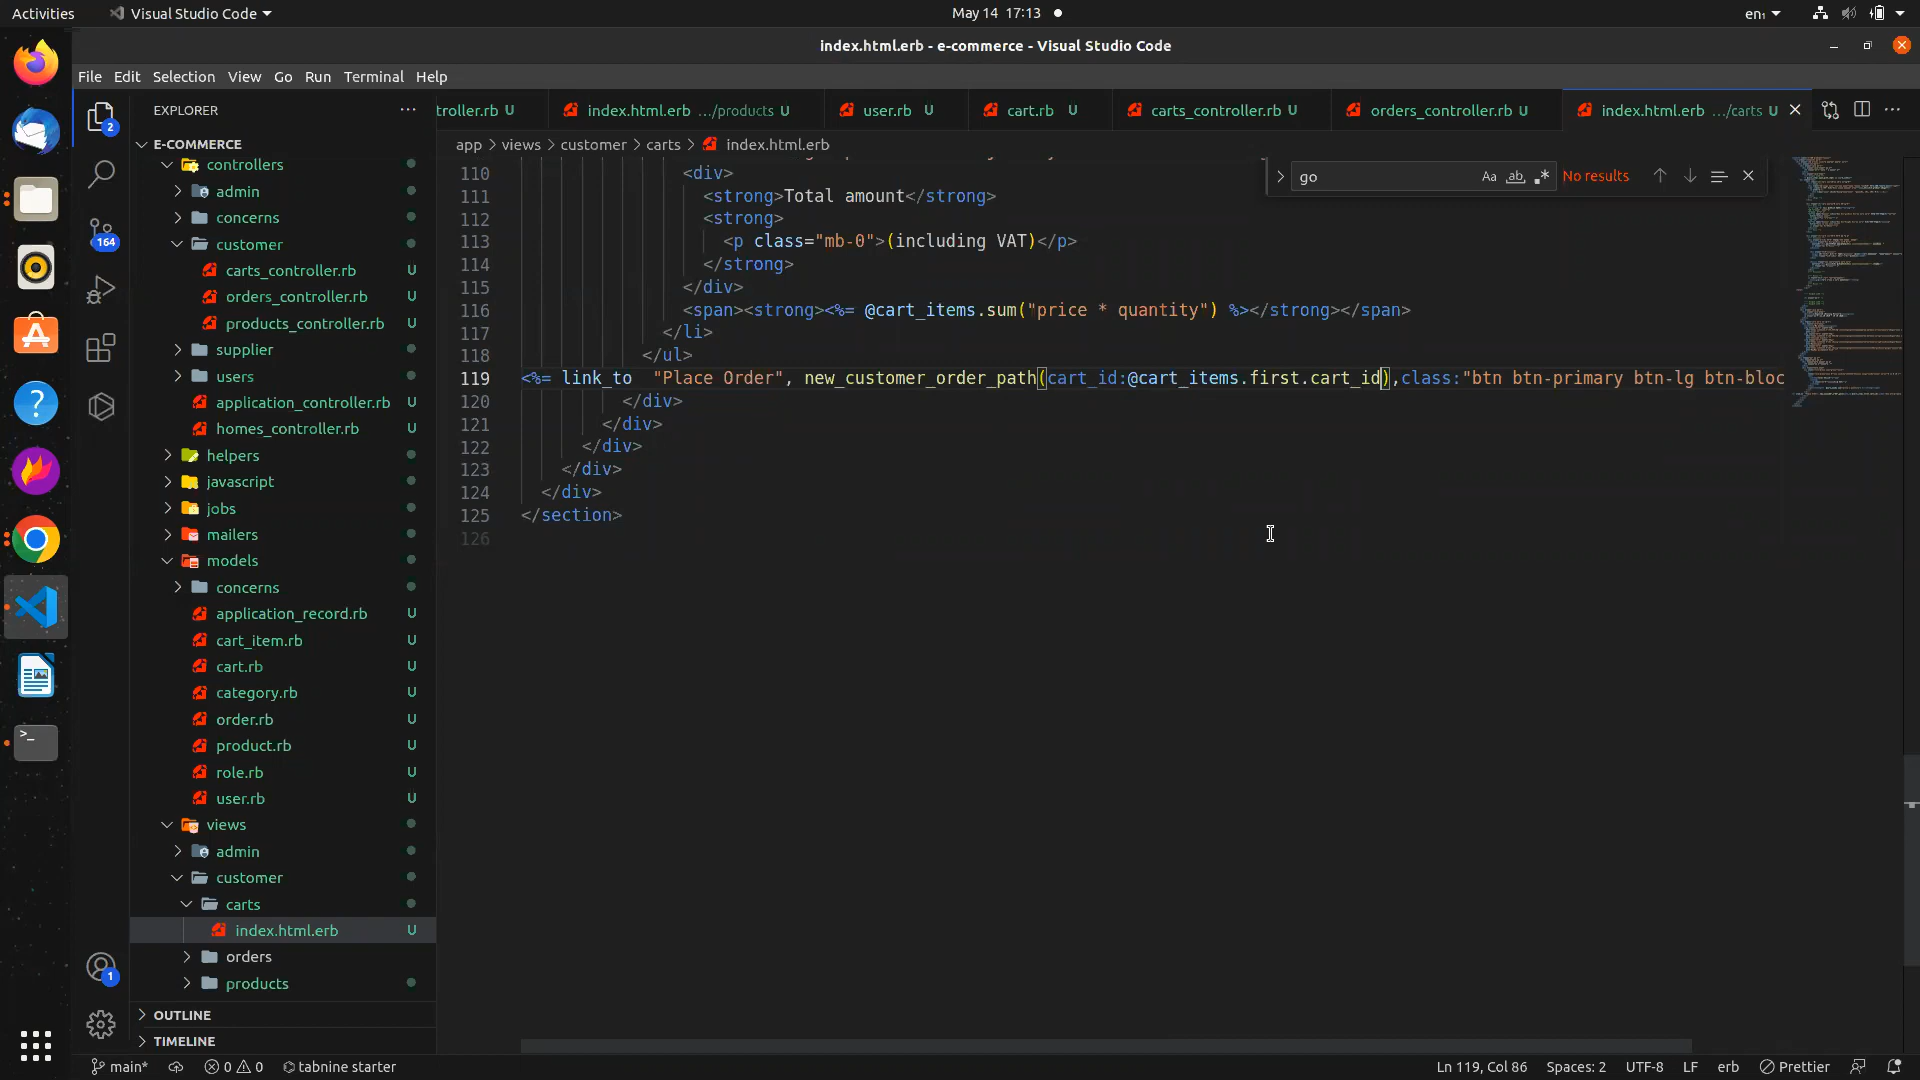 Activities
Visual Studio Code
May 14 17:13
en₁
index.html.erb - e-commerce - Visual Studio Code
File Edit Selection View Go Run Terminal Help
EXPLORER
troller.rb U
index.html.erb .../products U
user.rb U
cart.rb U
carts_controller.rb U
orders_controller.rb U
index.html.erb .../carts U
app > views > customer > carts > index.html.erb
go
Aa ab .*
No results
2
164
1
E-COMMERCE
controllers
admin
concerns
customer
carts_controller.rb U
orders_controller.rb U
products_controller.rb U
supplier
users
application_controller.rb U
homes_controller.rb U
helpers
javascript
jobs
mailers
models
concerns
application_record.rb U
cart_item.rb U
cart.rb U
category.rb U
order.rb U
product.rb U
role.rb U
user.rb U
views
admin
customer
carts
index.html.erb U
orders
products
OUTLINE
TIMELINE
110 <div>
111 <strong>Total amount</strong>
112 <strong>
113 <p class="mb-0">(including VAT)</p>
114 </strong>
115 </div>
116 <span><strong><%= @cart_items.sum("price * quantity") %></strong></span>
117 </li>
118 </ul>
119 <%= link_to "Place Order", new_customer_order_path(cart_id:@cart_items.first.cart_id),class:"btn btn-primary btn-lg btn-bloc
120 </div>
121 </div>
122 </div>
123 </div>
124 </div>
125 </section>
126
main*
0 0
tabnine starter
Ln 119, Col 86
Spaces: 2
UTF-8
LF
erb
Prettier